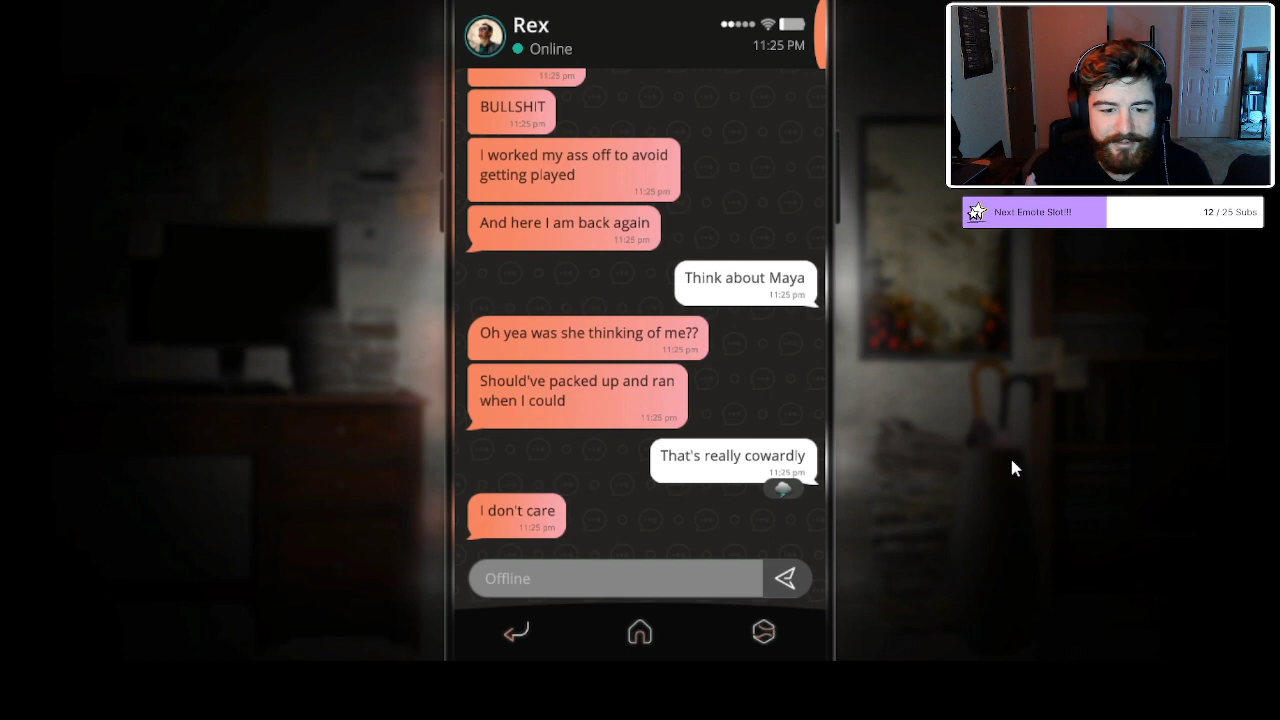 Rex
Online
11:25 PM
11:25 pm
BULLSHIT
11:25 pm
I worked my ass off to avoid
getting played
11:25 pm
And here I am back again
11:25 pm
Think about Maya
11:25 pm
Oh yea was she thinking of me??
11:25 pm
Should've packed up and ran
when I could
11:25 pm
That's really cowardly
11:25 pm
I don't care
11:25 pm
Offline
Next Emote Slot!!!
12 / 25 Subs